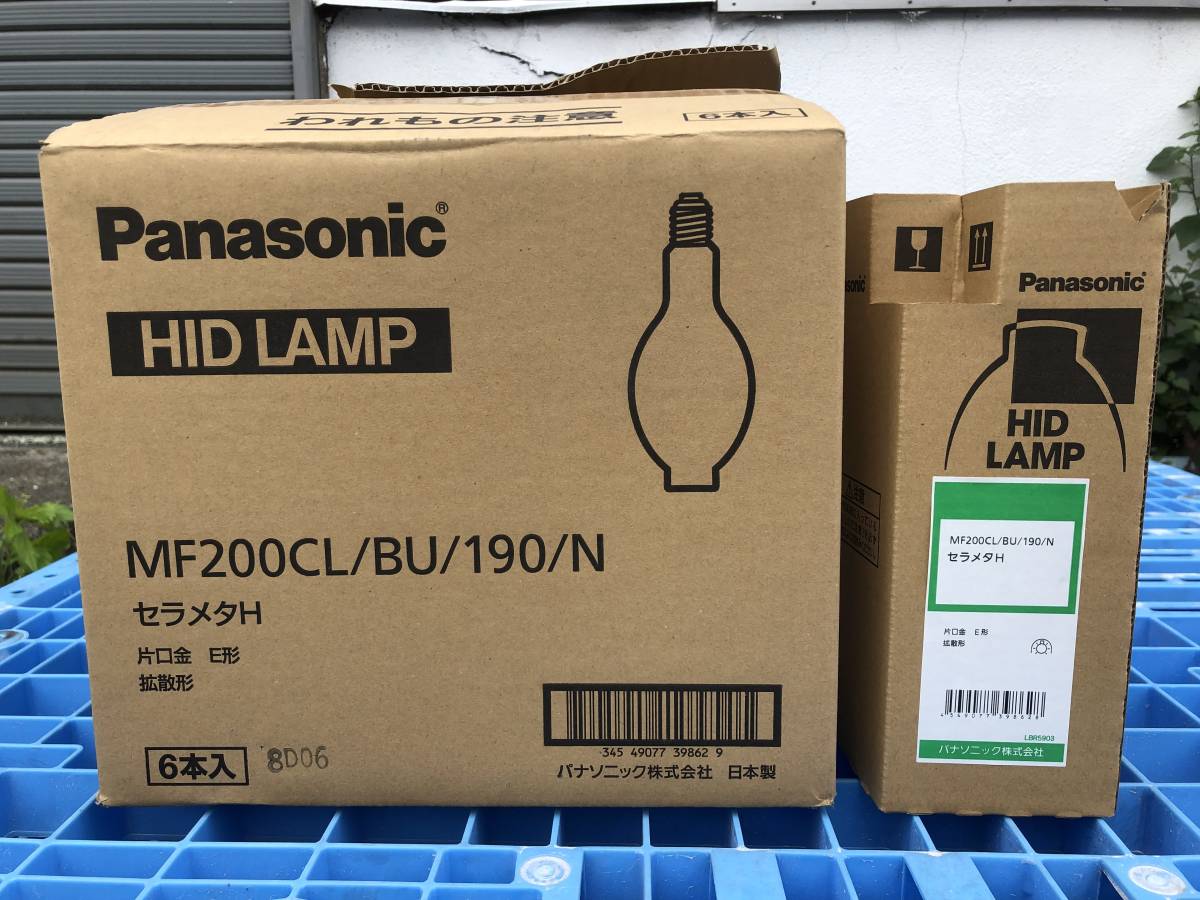 われもの注意
6本入
Panasonic®
HID LAMP
MF200CL/BU/190/N
セラメタH
片口金 E形
拡散形
6本入
8D06
345 49077 39862 9
パナソニック株式会社 日本製
sonic
Panasonic
HID
LAMP
MF200CL/BU/190/N
セラメタH
片口金 E形
拡散形
4549077398628
LBR5903
パナソニック株式会社